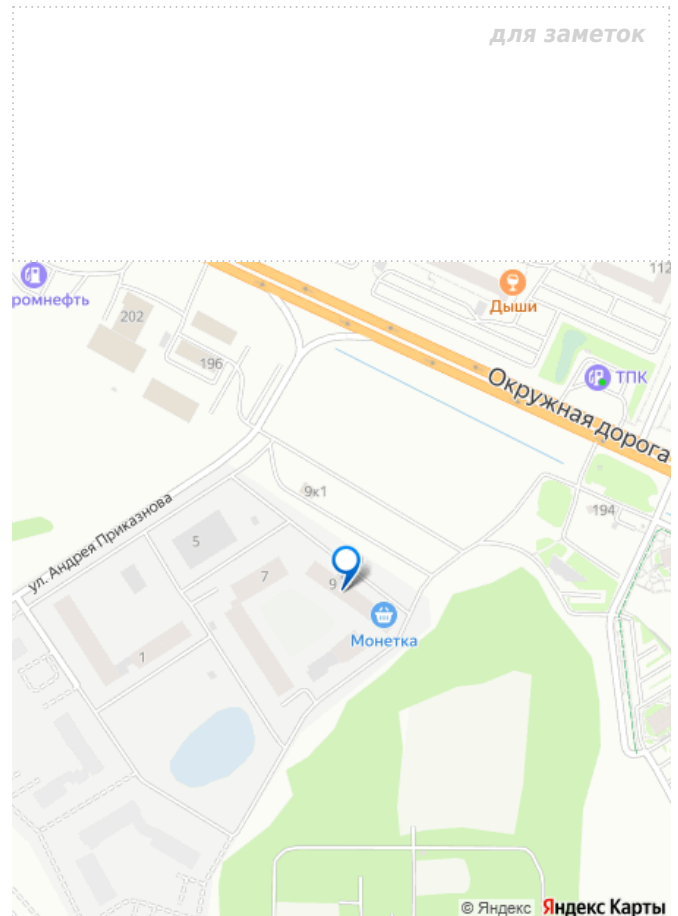 для заметок
112
ромнефть
Дыши
202
196
ТПК
Окружная дорога
9к1
194
ул. Андрея Приказнова
5
7
9
Монетка
1
© Яндекс Яндекс Карты